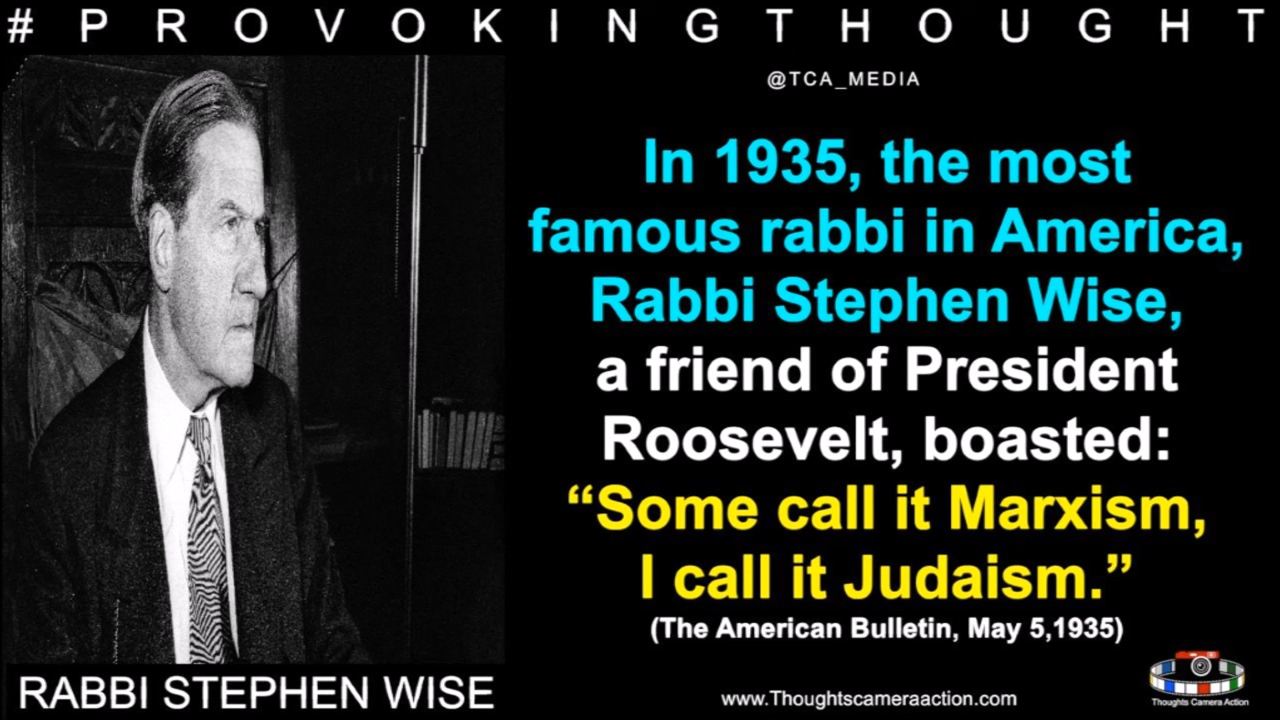 #PROVOKINGTHOUGHT
@TCA_MEDIA
In 1935, the most
famous rabbi in America,
Rabbi Stephen Wise,
a friend of President
Roosevelt, boasted:
“Some call it Marxism,
I call it Judaism.”
(The American Bulletin, May 5,1935)
RABBI STEPHEN WISE
www.Thoughtscameraaction.com
Thoughts Camera Action